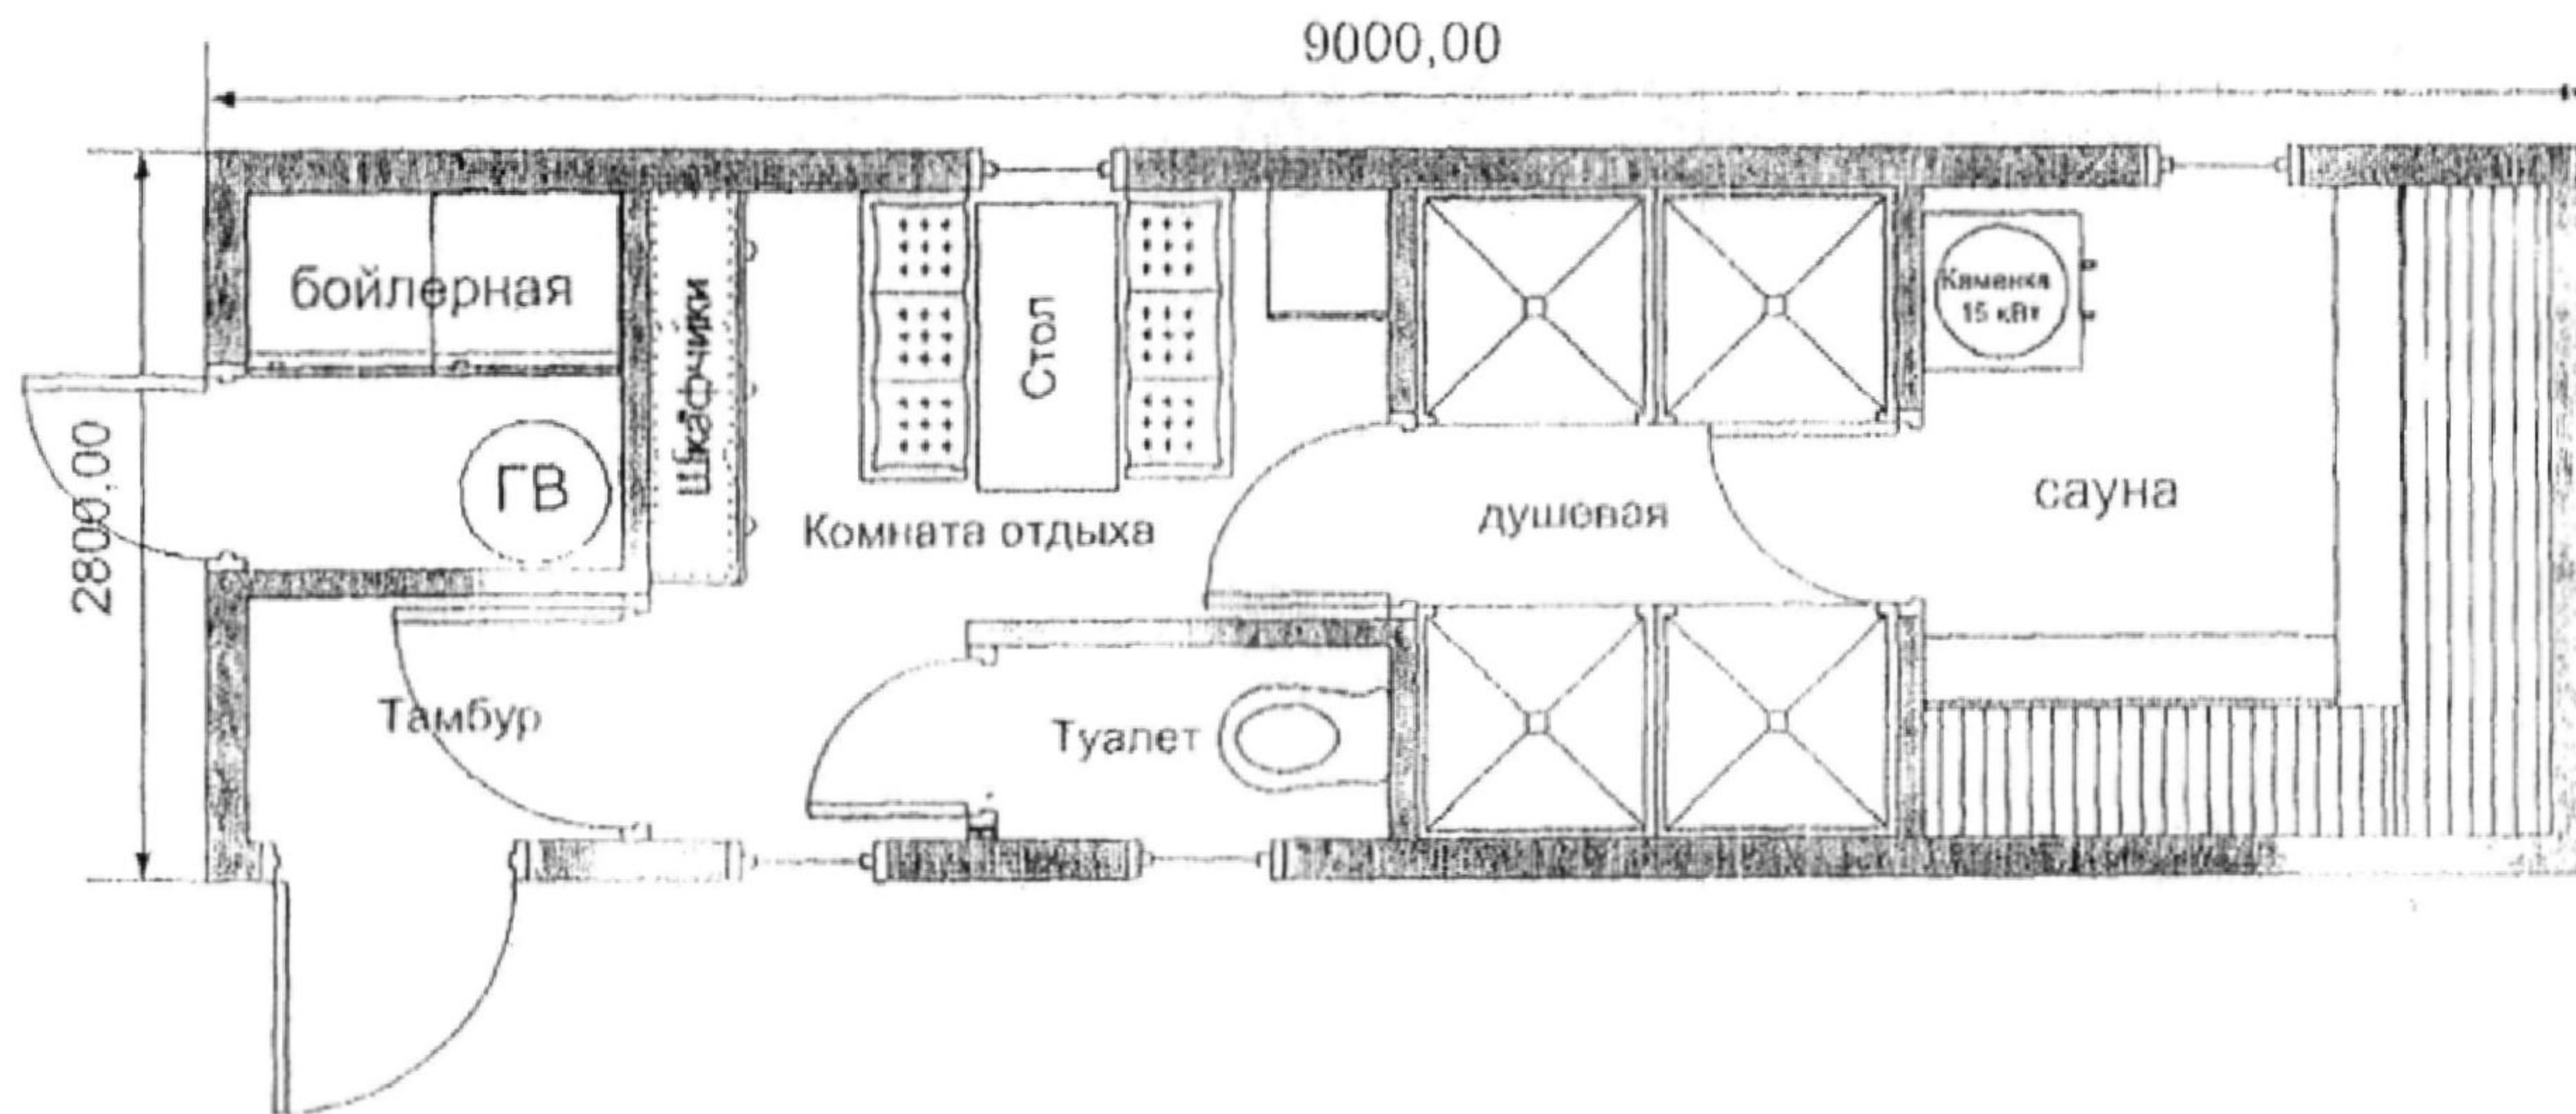 9000,00
2800,00
бойлерная
ГВ
Шкафчики
Стол
Комната отдыха
Тамбур
Туалет
душевая
Каменка
15 кВт
сауна